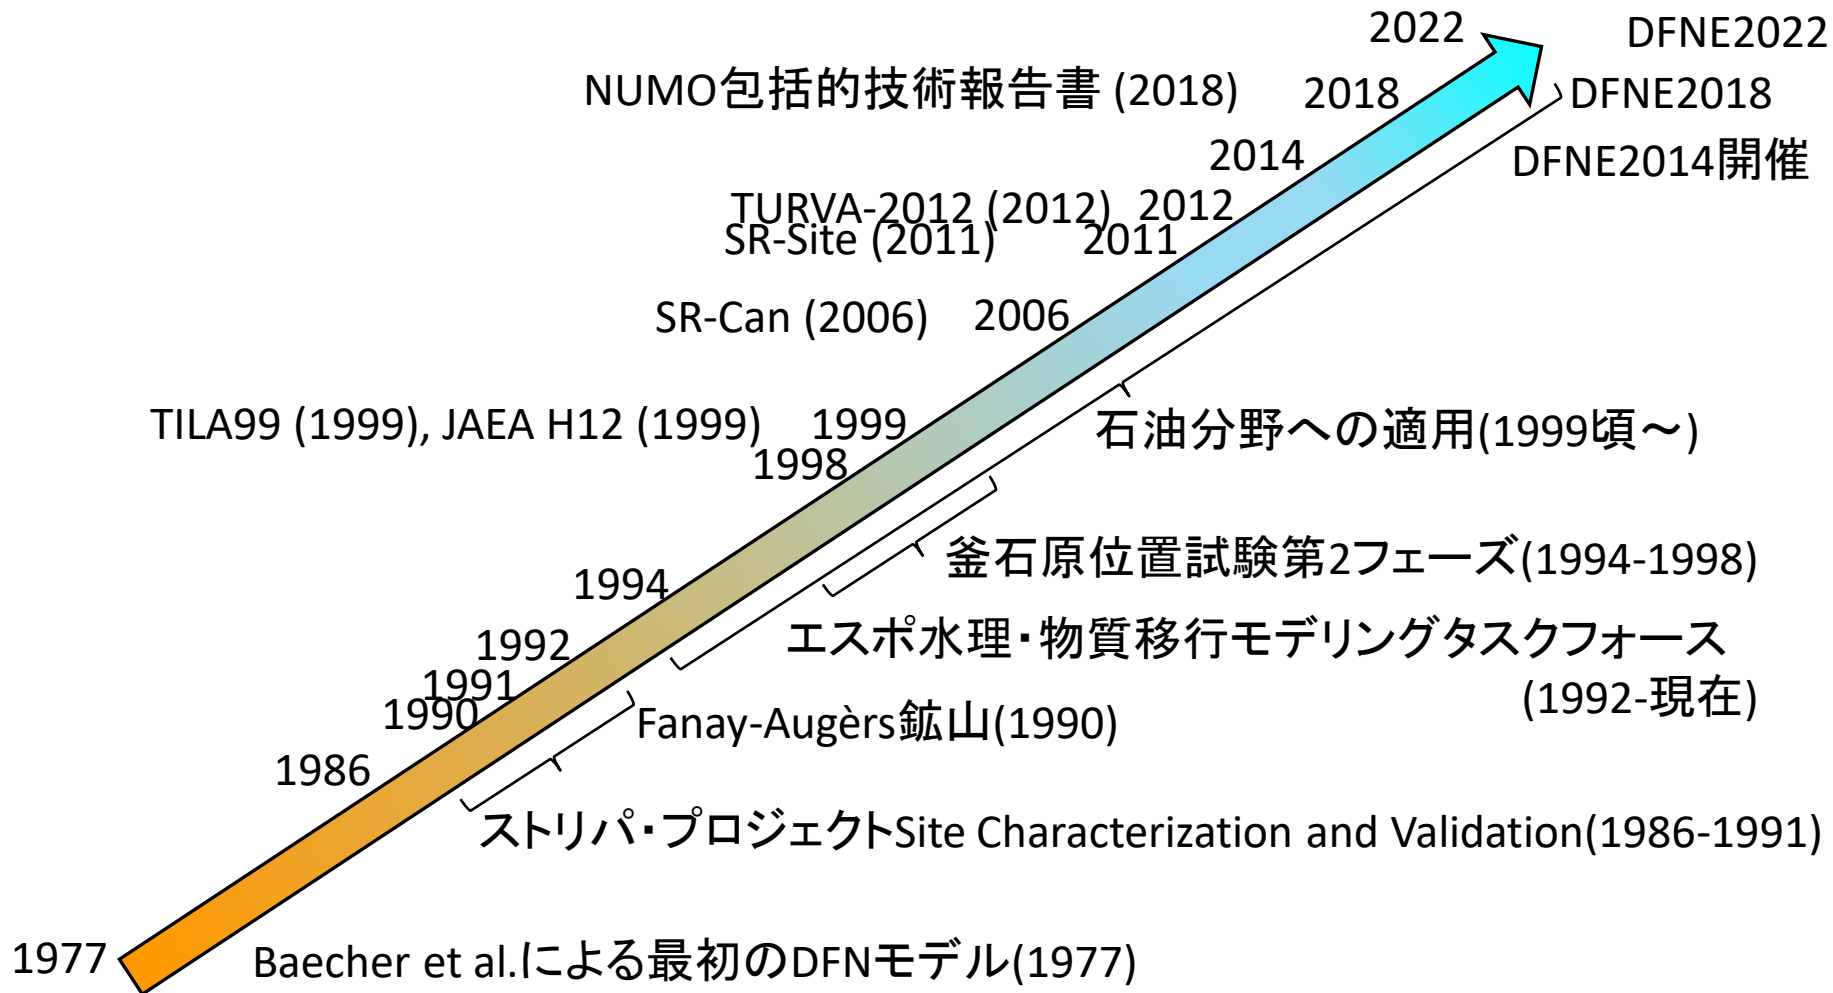 2022
DFNE2022
NUMO包括的技術報告書 (2018)
2018
DFNE2018
2014
DFNE2014開催
TURVA-2012 (2012)
2012
SR-Site (2011)
2011
SR-Can (2006)
2006
TILA99 (1999), JAEA H12 (1999)
1999
石油分野への適用(1999頃～)
1998
釜石原位置試験第2フェーズ(1994-1998)
1994
エスポ水理・物質移行モデリングタスクフォース
(1992-現在)
1992
1991
1990
Fanay-Augèrs鉱山(1990)
1986
ストリパ・プロジェクトSite Characterization and Validation(1986-1991)
1977
Baecher et al.による最初のDFNモデル(1977)